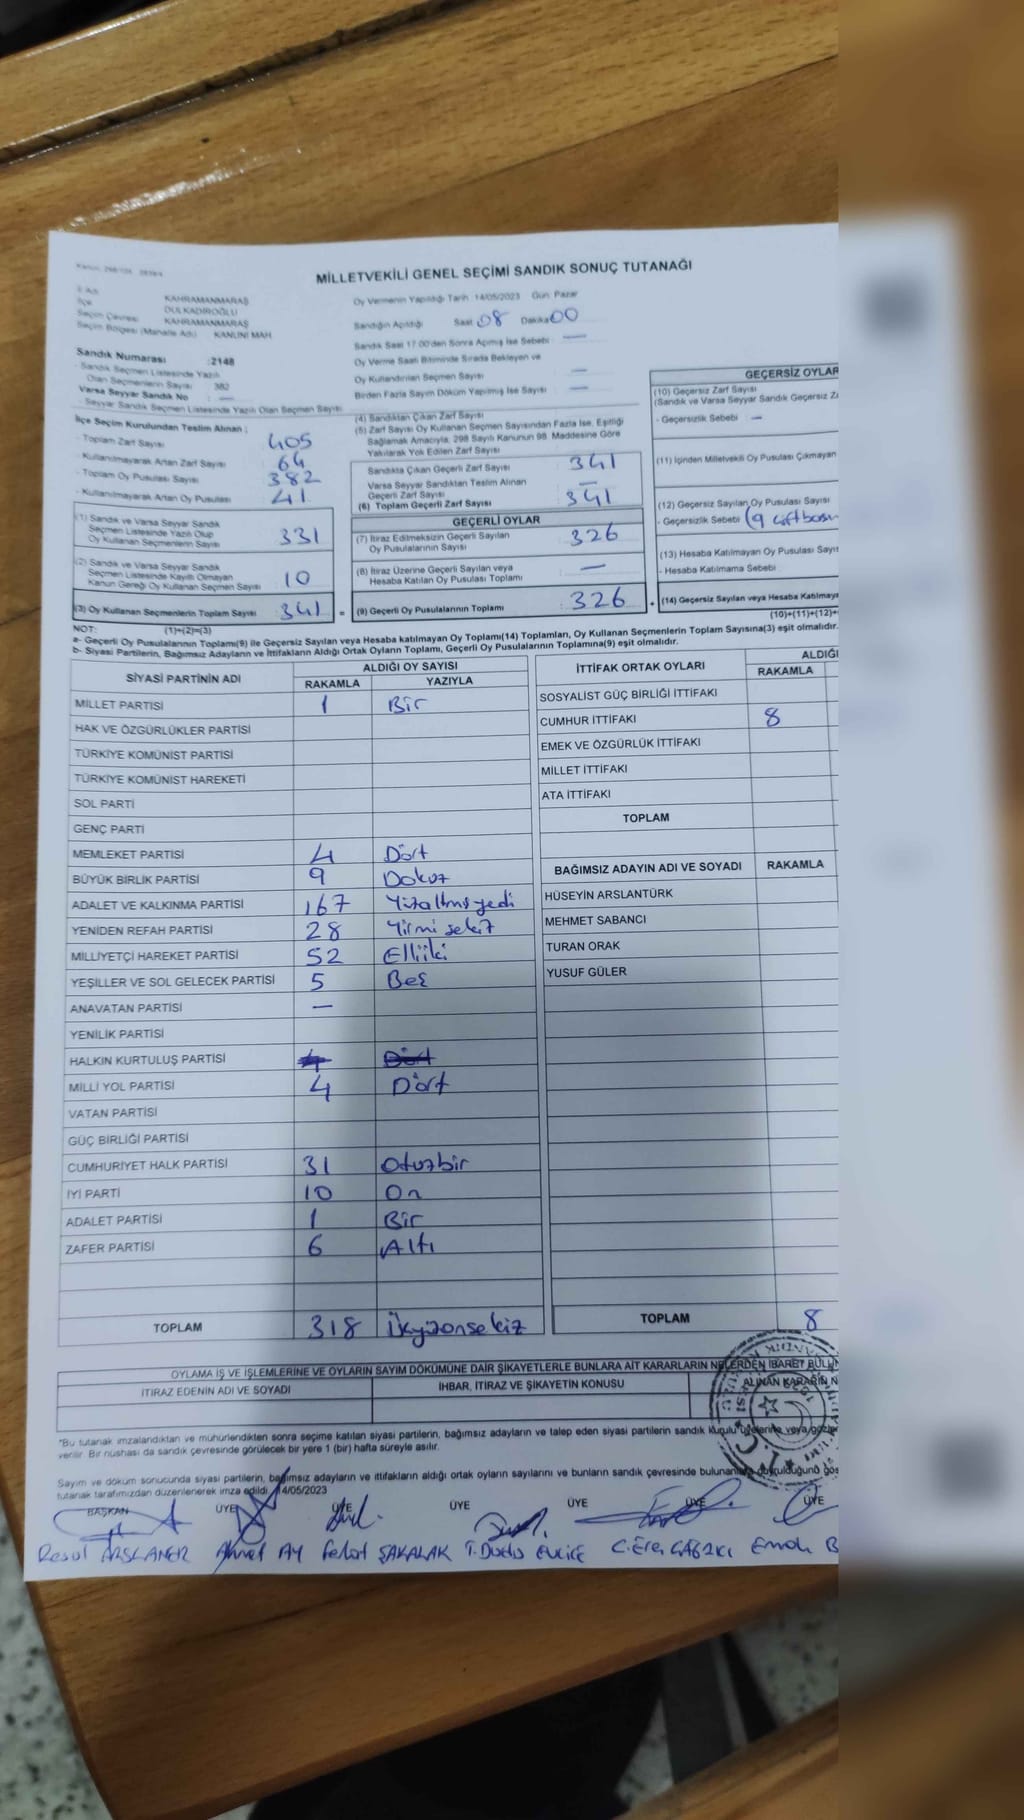 MİLLETVEKİLİ GENEL SEÇİMİ SANDIK SONUÇ TUTANAĞI
İlçe
Seçim Çevresi
Seçim Bölgesi (Mahalle Adı)
KAHRAMANMARAŞ
DULKADİROĞLU
KAHRAMANMARAŞ
KANUNİ MAH
Sandık Numarası :2148
- Sandık Seçmen Listesinde Yazılı
Olan Seçmenlerin Sayısı 382
Varsa Seyyar Sandık No : —
- Seyyar Sandık Seçmen Listesinde Yazılı Olan Seçmen Sayısı
İlçe Seçim Kurulundan Teslim Alınan ;
- Toplam Zarf Sayısı 405
- Kullanılmayarak Artan Zarf Sayısı 64
- Toplam Oy Pusulası Sayısı 382
- Kullanılmayarak Artan Oy Pusulası 41
(1) Sandık ve Varsa Seyyar Sandık
Seçmen Listesinde Yazılı Olup
Oy Kullanan Seçmenlerin Sayısı 331
(2) Sandık ve Varsa Seyyar Sandık
Seçmen Listesinde Kayıtlı Olmayan
Kanun Gereği Oy Kullanan Seçmen Sayısı 10
(3) Oy Kullanan Seçmenlerin Toplam Sayısı 341 =
Oy Vermenin Yapıldığı Tarih 14/05/2023 Gün: Pazar
Sandığın Açıldığı Saat 08 Dakika 00
Sandık Saat 17:00'den Sonra Açımış İse Sebebi —
Oy Verme Saati Bitiminde Sırada Bekleyen ve
Oy Kullandırılan Seçmen Sayısı —
Birden Fazla Sayım Döküm Yapılmış İse Sayısı —
(4) Sandıktan Çıkan Zarf Sayısı
(5) Zarf Sayısı Oy Kullanan Seçmen Sayısından Fazla İse, Eşitliği
Sağlamak Amacıyla, 298 Sayılı Kanunun 98. Maddesine Göre
Yakılarak Yok Edilen Zarf Sayısı
Sandıkta Çıkan Geçerli Zarf Sayısı 341
Varsa Seyyar Sandıktan Teslim Alınan
Geçerli Zarf Sayısı —
(6) Toplam Geçerli Zarf Sayısı 341
GEÇERLİ OYLAR
(7) İtiraz Edilmeksizin Geçerli Sayılan
Oy Pusulalarının Sayısı 326
(8) İtiraz Üzerine Geçerli Sayılan veya
Hesaba Katılan Oy Pusulası Toplamı —
(9) Geçerli Oy Pusulalarının Toplamı 326 +
GEÇERSİZ OYLAR
(10) Geçersiz Zarf Sayısı
(Sandık ve Varsa Seyyar Sandık Geçersiz
- Geçersizlik Sebebi —
(11) İçinden Milletvekili Oy Pusulası Çıkmayan
(12) Geçersiz Sayılan Oy Pusulası Sayısı
- Geçersizlik Sebebi (9 çift
(13) Hesaba Katılmayan Oy Pusulası
- Hesaba Katılmama Sebebi
(14) Geçersiz Sayılan veya Hesaba
(10)+(11)+(12)+
NOT: (1)+(2)=(3)
a- Geçerli Oy Pusulalarının Toplamı(9) ile Geçersiz Sayılan veya Hesaba katılmayan Oy Toplamı(14) Toplamları, Oy Kullanan Seçmenlerin Toplam Sayısına(3) eşit olmalıdır.
b- Siyasi Partilerin, Bağımsız Adayların ve İttifakların Aldığı Ortak Oyların Toplamı, Geçerli Oy Pusulalarının Toplamına(9) eşit olmalıdır.
SİYASİ PARTİNİN ADI
ALDIĞI OY SAYISI
RAKAMLA YAZIYLA
MİLLET PARTİSİ 1 Bir
HAK VE ÖZGÜRLÜKLER PARTİSİ
TÜRKİYE KOMÜNİST PARTİSİ
TÜRKİYE KOMÜNİST HAREKETİ
SOL PARTİ
GENÇ PARTİ
MEMLEKET PARTİSİ 4 Dört
BÜYÜK BİRLİK PARTİSİ 9 Dokuz
ADALET VE KALKINMA PARTİSİ 167 Yüzaltmışyedi
YENİDEN REFAH PARTİSİ 28 Yirmi sekiz
MİLLİYETÇİ HAREKET PARTİSİ 52 Elliiki
YEŞİLLER VE SOL GELECEK PARTİSİ 5 Beş
ANAVATAN PARTİSİ —
YENİLİK PARTİSİ
HALKIN KURTULUŞ PARTİSİ 4 Dört
MİLLİ YOL PARTİSİ 4 Dört
VATAN PARTİSİ
GÜÇ BİRLİĞİ PARTİSİ
CUMHURİYET HALK PARTİSİ 31 Otuzbir
İYİ PARTİ 10 On
ADALET PARTİSİ 1 Bir
ZAFER PARTİSİ 6 Altı
TOPLAM 318 İkyüzonsekiz
İTTİFAK ORTAK OYLARI
RAKAMLA
SOSYALİST GÜÇ BİRLİĞİ İTTİFAKI
CUMHUR İTTİFAKI 8
EMEK VE ÖZGÜRLÜK İTTİFAKI
MİLLET İTTİFAKI
ATA İTTİFAKI
TOPLAM
BAĞIMSIZ ADAYIN ADI VE SOYADI RAKAMLA
HÜSEYİN ARSLANTÜRK
MEHMET SABANCI
TURAN ORAK
YUSUF GÜLER
TOPLAM 8
OYLAMA İŞ VE İŞLEMLERİNE VE OYLARIN SAYIM DÖKÜMÜNE DAİR ŞİKAYETLERLE BUNLARA AİT KARARLARIN NELERDEN İBARET
İTİRAZ EDENİN ADI VE SOYADI İHBAR, İTİRAZ VE ŞİKAYETİN KONUSU ALINAN KARARIN
"Bu tutanak imzalandıktan ve mühürlendikten sonra seçime katılan siyasi partilerin, bağımsız adayların ve talep eden siyasi partilerin sandık kurulu üyelerine veya
verilir. Bir nüshası da sandık çevresinde görülecek bir yere 1 (bir) hafta süreyle asılır.
Sayım ve döküm sonucunda siyasi partilerin, bağımsız adayların ve ittifakların aldığı ortak oyların sayılarını ve bunların sandık çevresinde
tutanak tarafımızdan düzenlenerek imza edildi. 14/05/2023
BAŞKAN ÜYE ÜYE ÜYE ÜYE ÜYE ÜYE
Resul ARSLANER Ahmet AY Ferhat ŞAKALAK